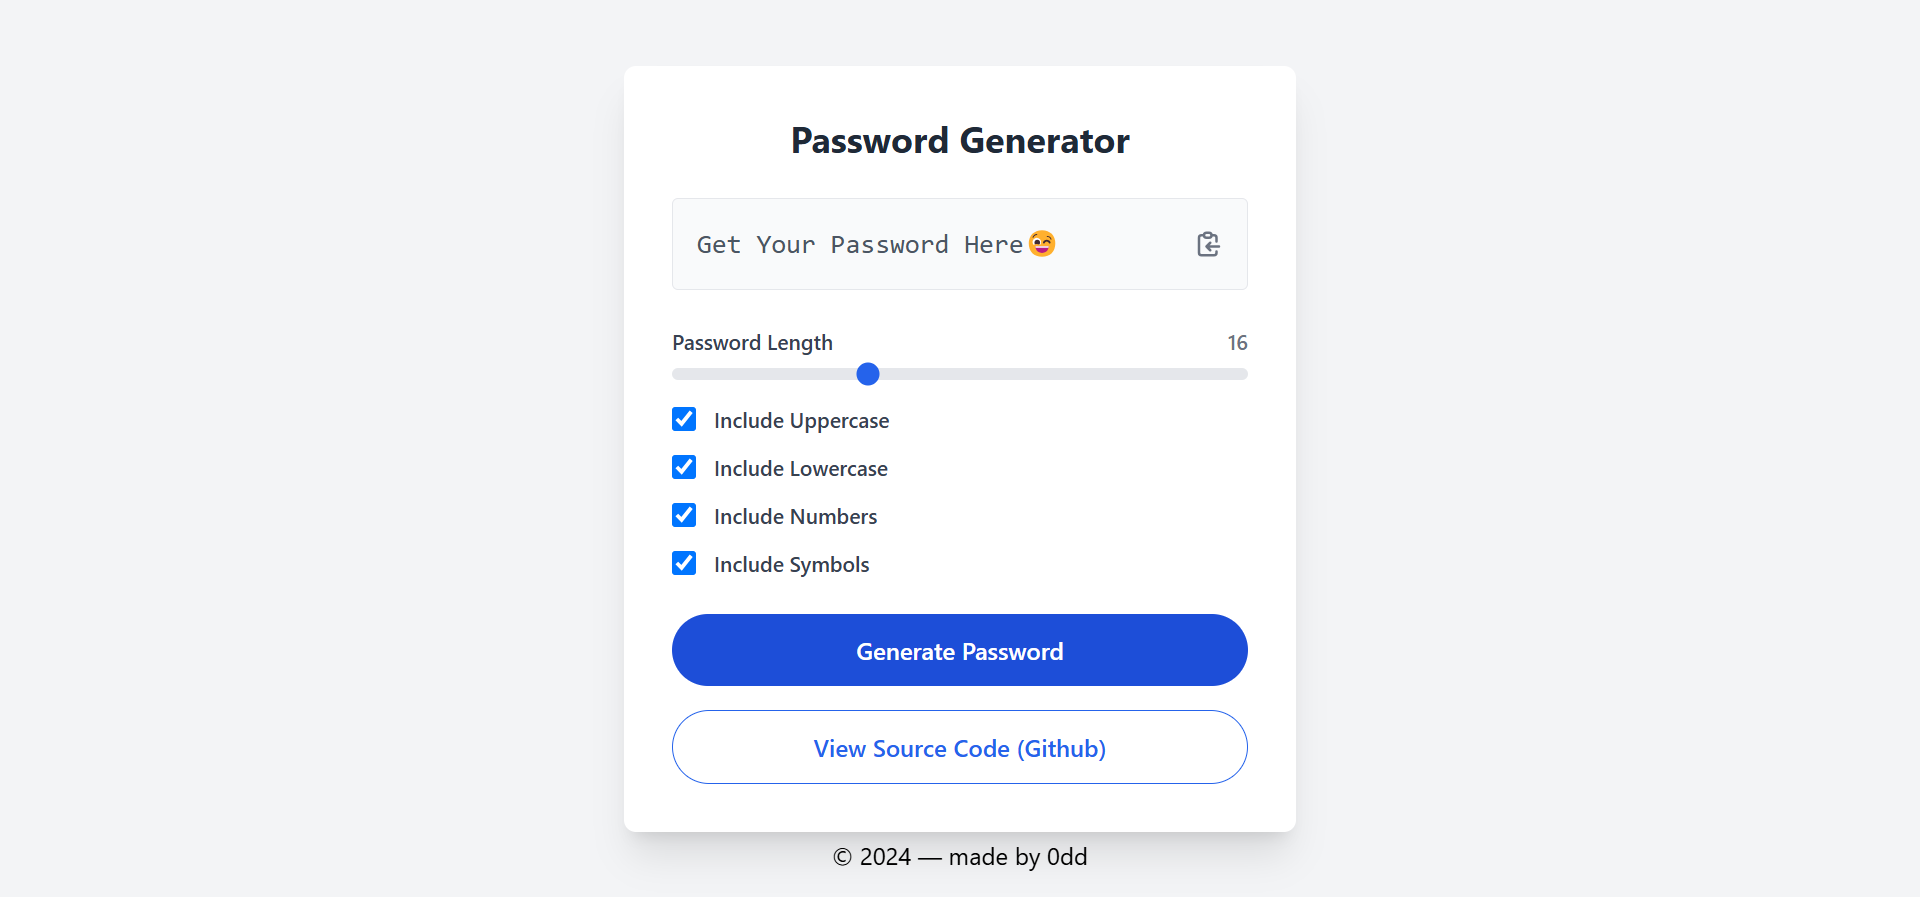 Password Generator
Get Your Password Here😜
Password Length 16
Include Uppercase
Include Lowercase
Include Numbers
Include Symbols
Generate Password
View Source Code (Github)
© 2024 — made by 0dd